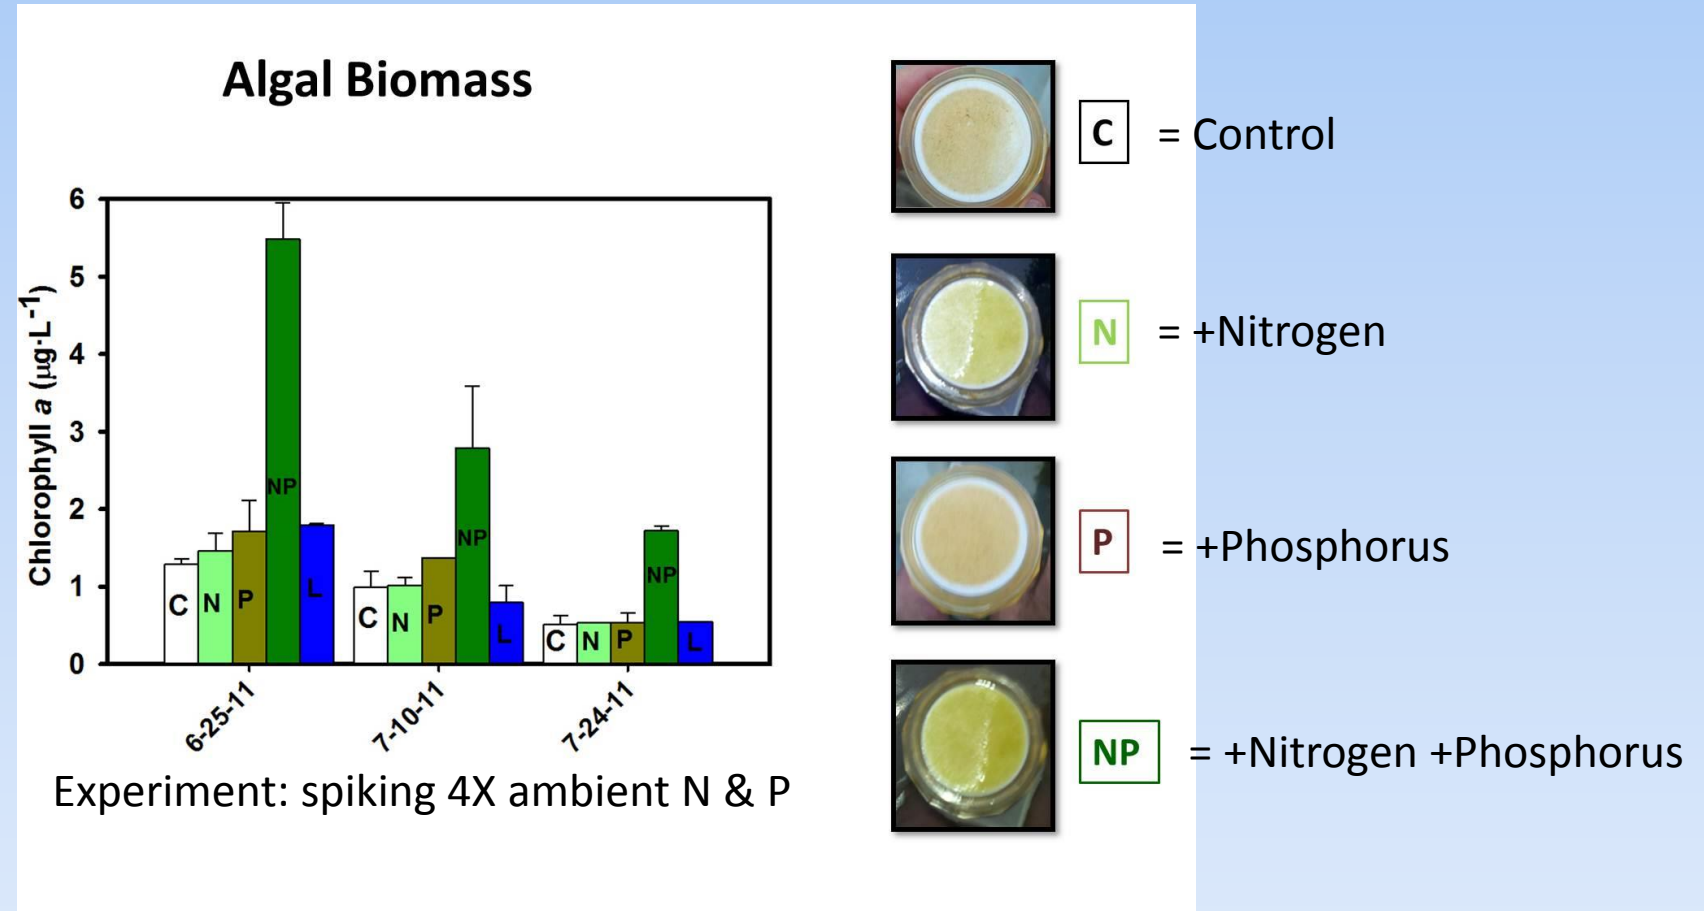 Algal Biomass
Chlorophyll a (µg·L⁻¹)
6
5
4
3
2
1
0
C N P NP L
C N P NP L
C N P NP L
6-25-11
7-10-11
7-24-11
Experiment: spiking 4X ambient N & P
C = Control
N = +Nitrogen
P = +Phosphorus
NP = +Nitrogen +Phosphorus